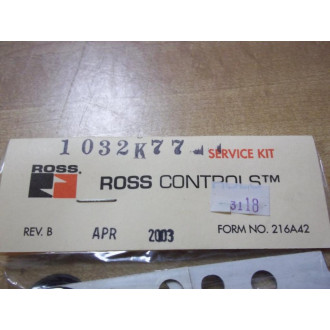 1032K77
SERVICE KIT
ROSS
ROSS CONTROLS™
3118
REV. B APR 2003 FORM NO. 216A42